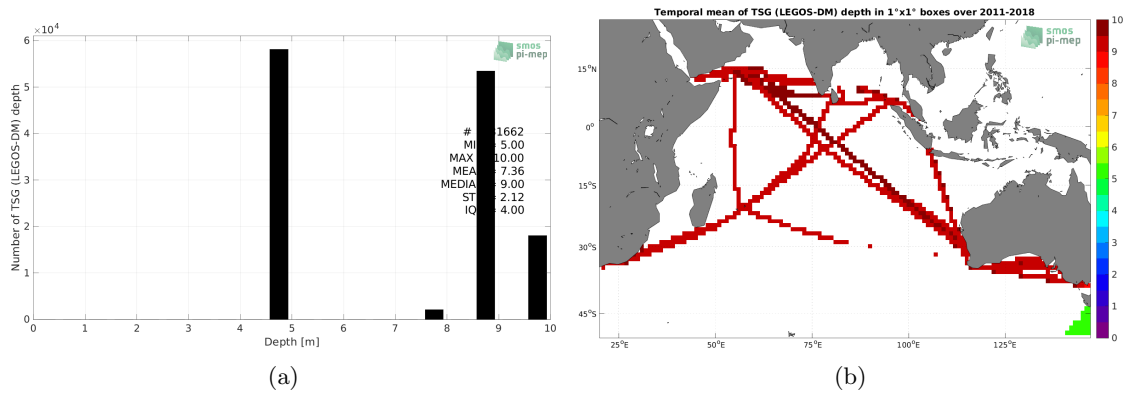 ×10⁴
6
5
4
3
2
1
0
Number of TSG (LEGOS-DM) depth
0 1 2 3 4 5 6 7 8 9 10
Depth [m]
smos
pi-mep
#
1662
MI
= 5.00
MAX
10.00
MEA
7.36
MEDIA
= 9.00
ST
= 2.12
IQ
= 4.00
(a)
Temporal mean of TSG (LEGOS-DM) depth in 1°x1° boxes over 2011-2018
smos
pi-mep
15°N
0°
15°S
30°S
45°S
25°E 50°E 75°E 100°E 125°E
10
9
8
7
6
5
4
3
2
1
0
(b)